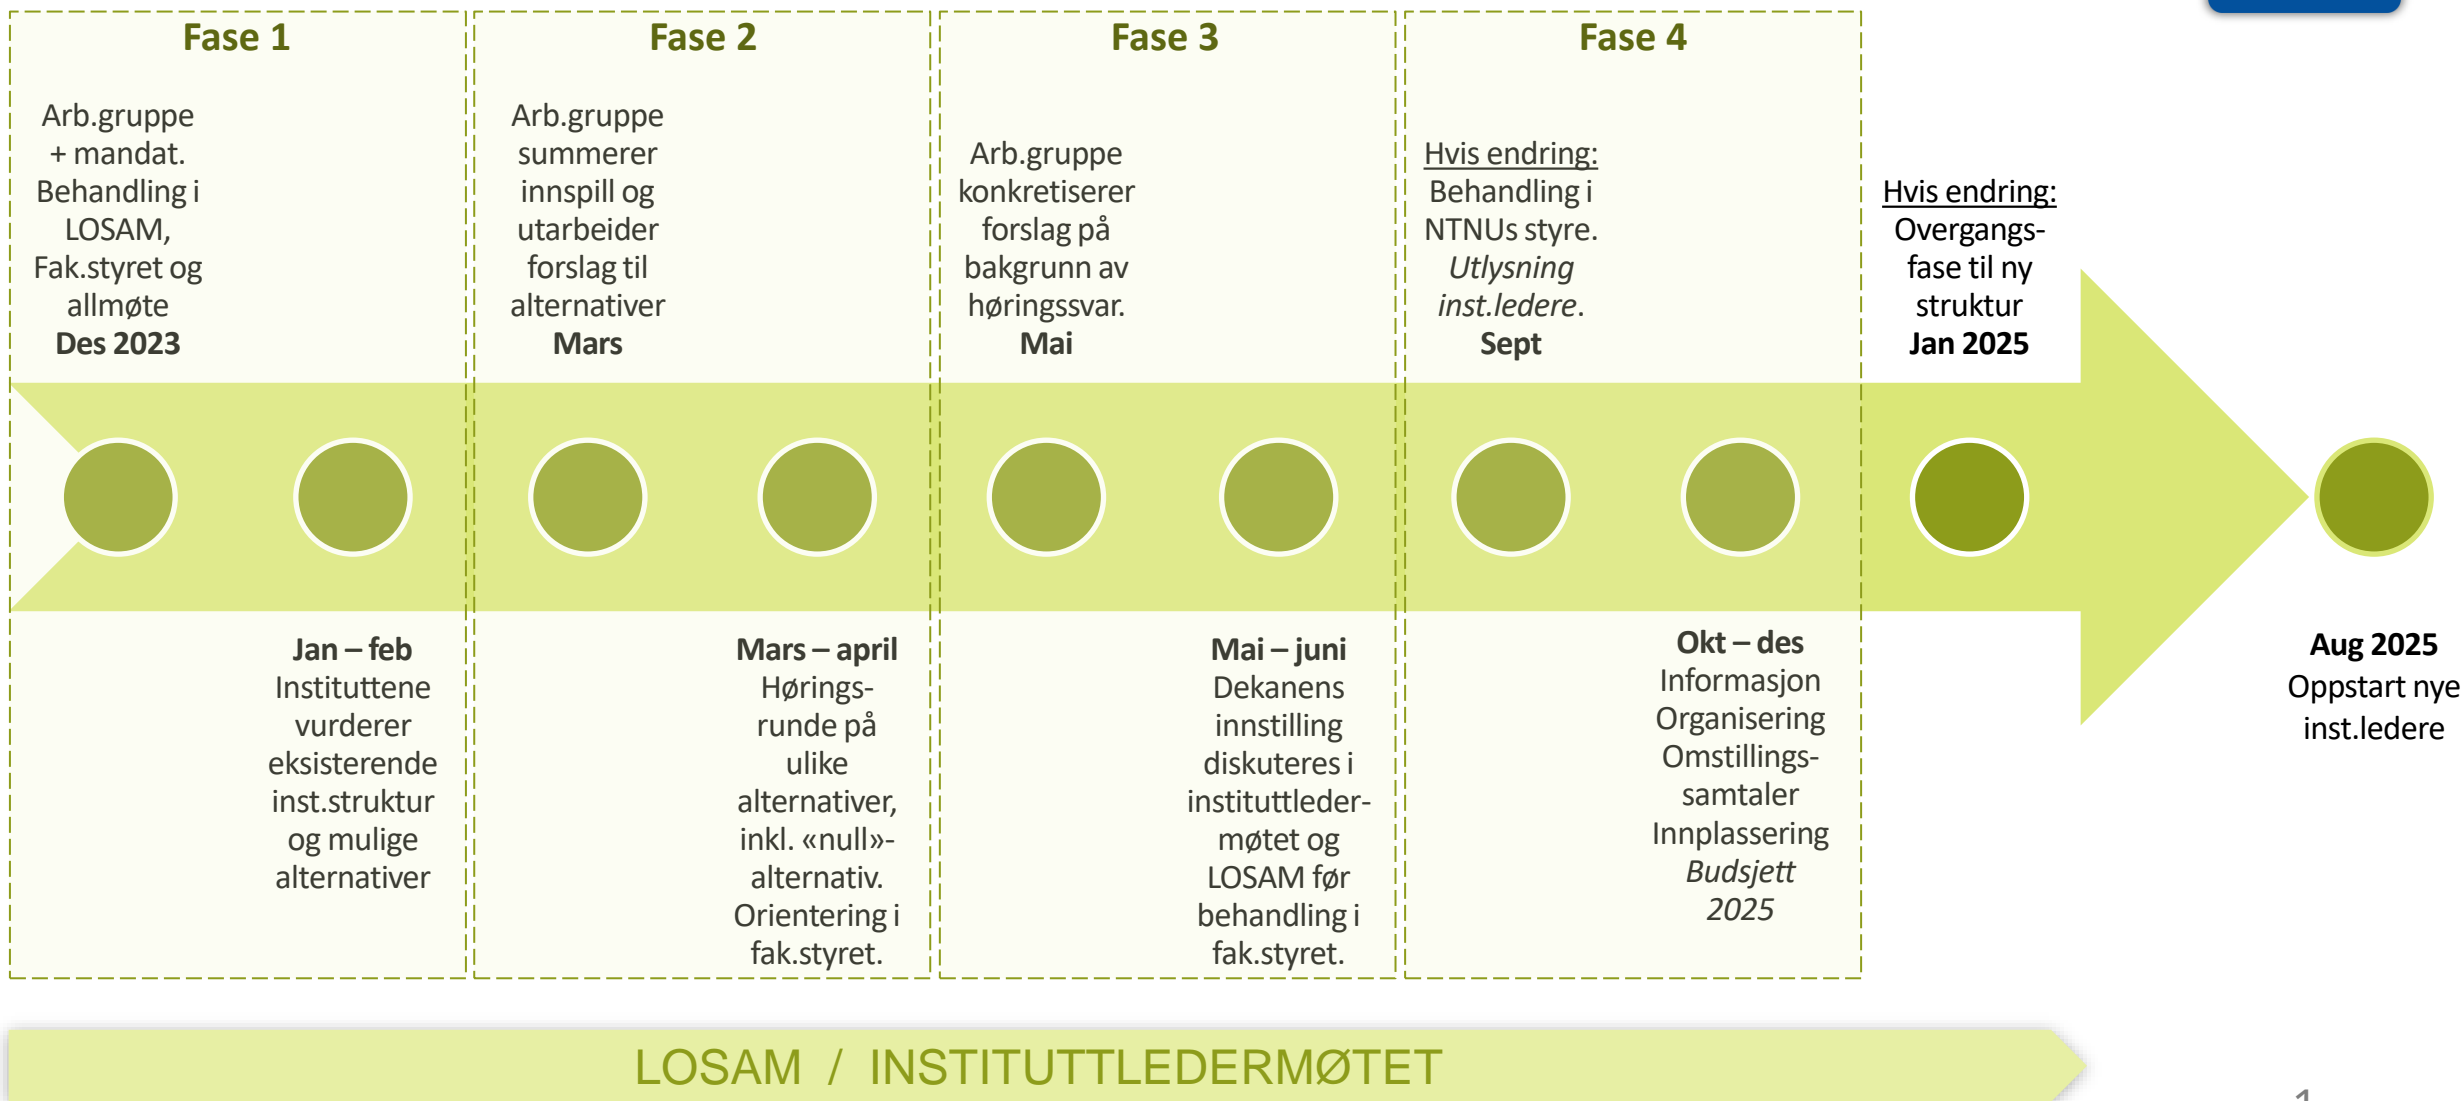 Fase 1
Arb.gruppe
+ mandat.
Behandling i
LOSAM,
Fak.styret og
allmøte
Des 2023
Jan – feb
Instituttene
vurderer
eksisterende
inst.struktur
og mulige
alternativer
Fase 2
Arb.gruppe
summerer
innspill og
utarbeider
forslag til
alternativer
Mars
Mars – april
Hørings-
runde på
ulike
alternativer,
inkl. «null»-
alternativ.
Orientering i
fak.styret.
Fase 3
Arb.gruppe
konkretiserer
forslag på
bakgrunn av
høringssvar.
Mai
Mai – juni
Dekanens
innstilling
diskuteres i
instituttleder-
møtet og
LOSAM før
behandling i
fak.styret.
Fase 4
Hvis endring:
Behandling i
NTNUs styre.
Utlysning
inst.ledere.
Sept
Okt – des
Informasjon
Organisering
Omstillings-
samtaler
Innplassering
Budsjett
2025
Hvis endring:
Overgangs-
fase til ny
struktur
Jan 2025
Aug 2025
Oppstart nye
inst.ledere
LOSAM / INSTITUTTLEDERMØTET
1